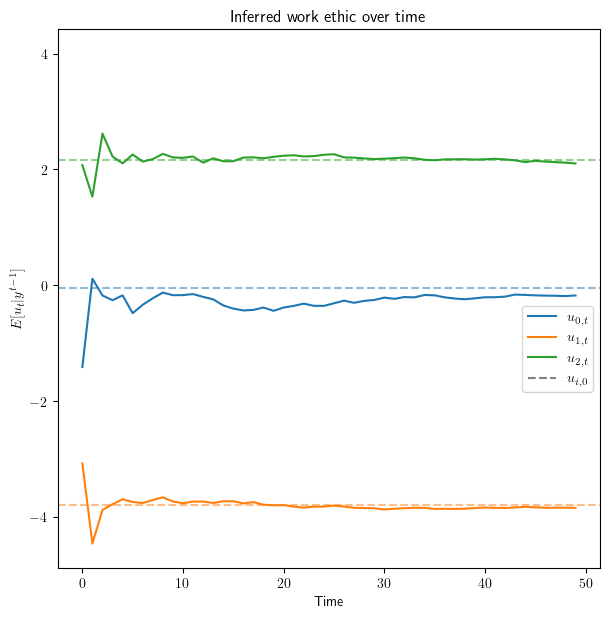 Inferred work ethic over time
4
2
0
−2
−4
E[u_t|y^{t−1}]
u_{0,t}
u_{1,t}
u_{2,t}
u_{i,0}
0 10 20 30 40 50
Time